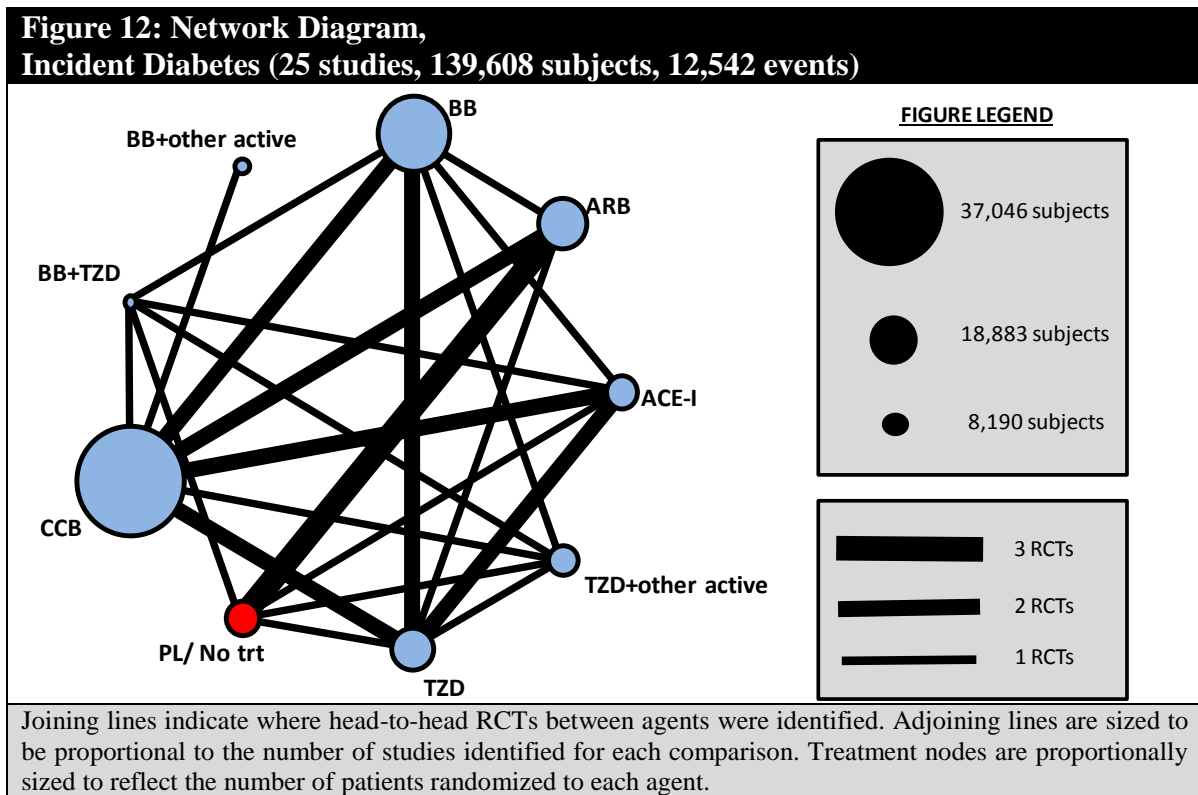 Figure 12: Network Diagram,
Incident Diabetes (25 studies, 139,608 subjects, 12,542 events)
BB
BB+other active
ARB
BB+TZD
ACE-I
CCB
TZD+other active
PL/ No trt
TZD
FIGURE LEGEND
37,046 subjects
18,883 subjects
8,190 subjects
3 RCTs
2 RCTs
1 RCTs
Joining lines indicate where head-to-head RCTs between agents were identified. Adjoining lines are sized to
be proportional to the number of studies identified for each comparison. Treatment nodes are proportionally
sized to reflect the number of patients randomized to each agent.